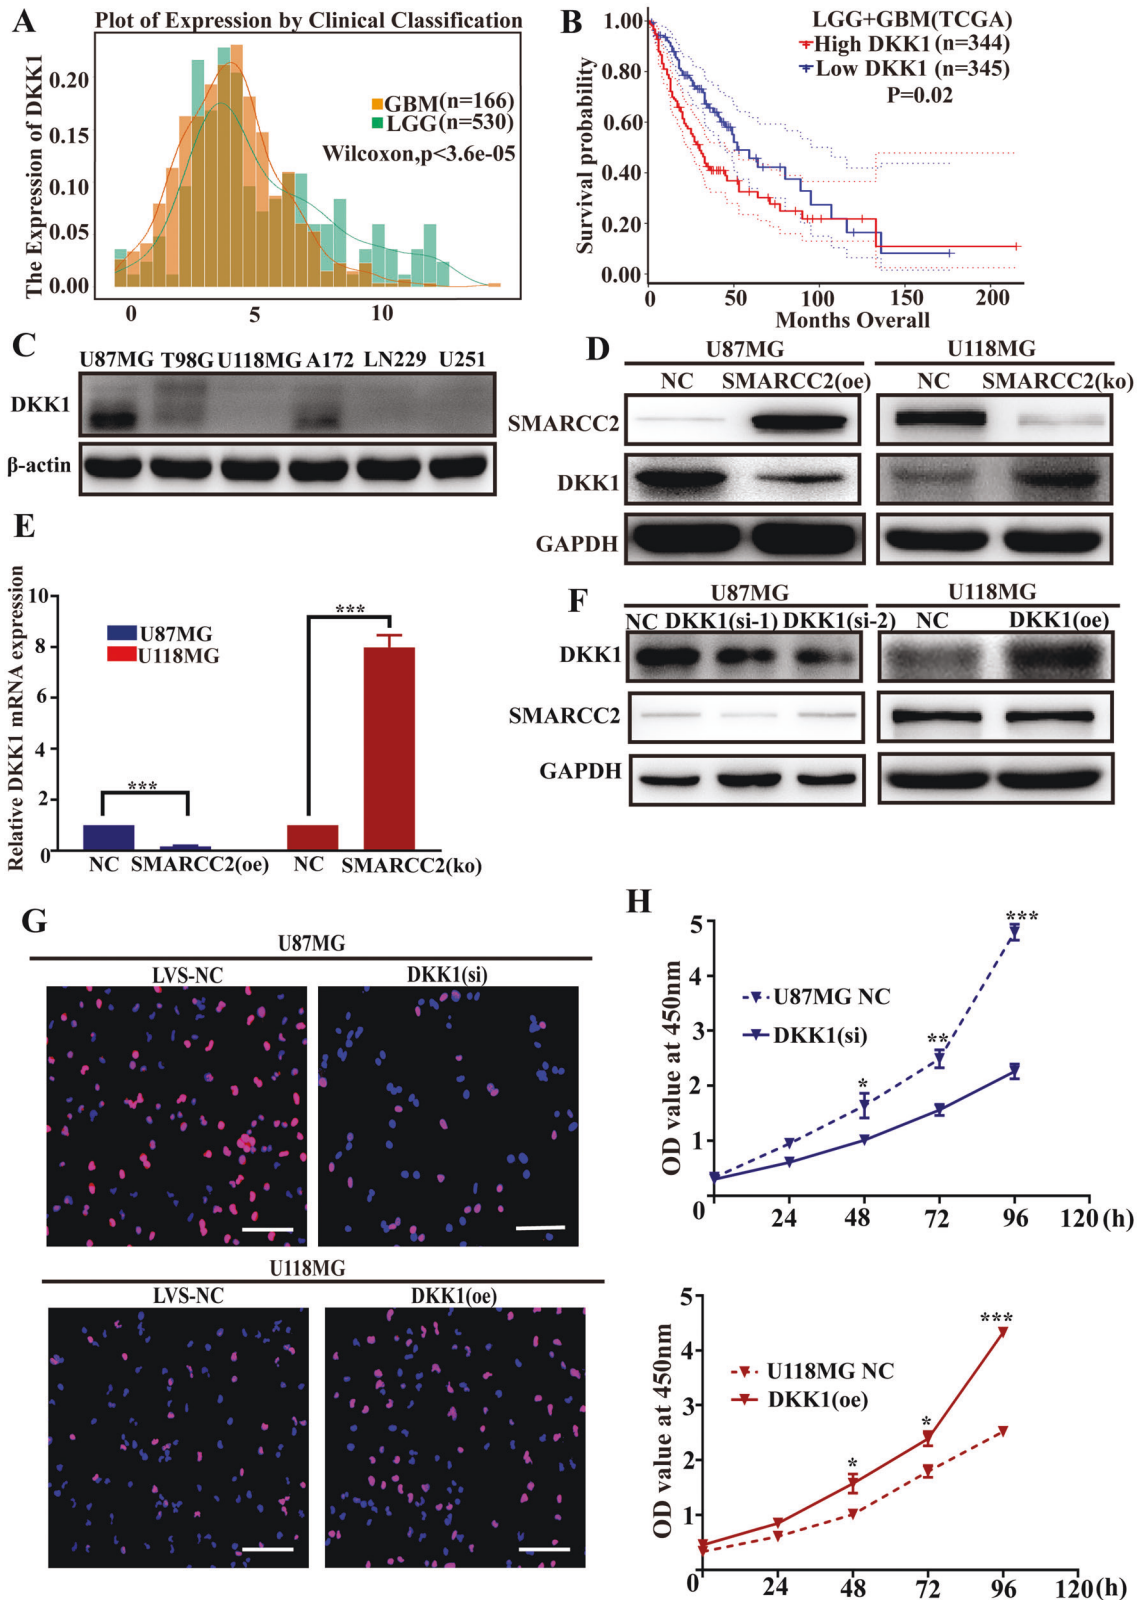 A
Plot of Expression by Clinical Classification
The Expression of DKK1
0.20
0.15
0.10
0.05
0.00
0 5 10
GBM(n=166)
LGG(n=530)
Wilcoxon,p<3.6e-05
B
LGG+GBM(TCGA)
High DKK1 (n=344)
Low DKK1 (n=345)
P=0.02
Survival probability
1.00
0.80
0.60
0.40
0.20
0.00
0 50 100 150 200
Months Overall
C
U87MG T98G U118MG A172 LN229 U251
DKK1
β-actin
D
U87MG U118MG
NC SMARCC2(oe) NC SMARCC2(ko)
SMARCC2
DKK1
GAPDH
E
Relative DKK1 mRNA expression
10
8
6
4
2
0
U87MG
U118MG
*** ***
NC SMARCC2(oe) NC SMARCC2(ko)
F
U87MG U118MG
NC DKK1(si-1) DKK1(si-2) NC DKK1(oe)
DKK1
SMARCC2
GAPDH
G
U87MG
LVS-NC DKK1(si)
U118MG
LVS-NC DKK1(oe)
H
OD value at 450nm
5
4
3
2
1
0
24 48 72 96 120(h)
U87MG NC
DKK1(si)
* ** ***
OD value at 450nm
5
4
3
2
1
0
24 48 72 96 120(h)
U118MG NC
DKK1(oe)
* * ***